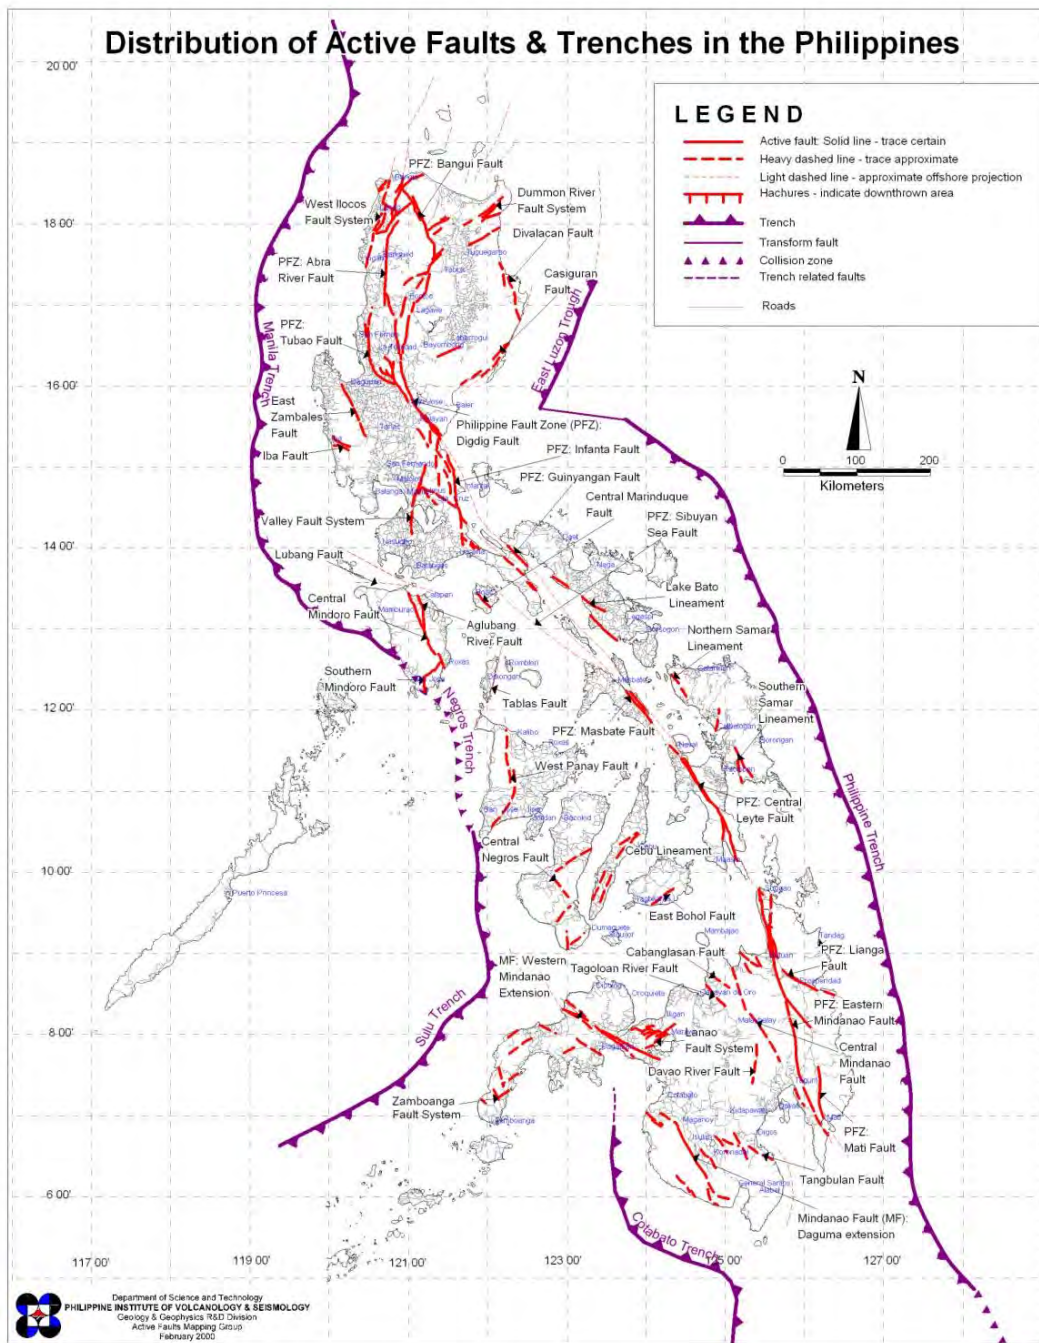 Distribution of Active Faults & Trenches in the Philippines
20 00'
18 00'
16 00'
14 00'
12 00'
10 00'
8 00'
6 00'
117 00'
119 00'
121 00'
123 00'
125 00'
127 00'
LEGEND
Active fault: Solid line - trace certain
Heavy dashed line - trace approximate
Light dashed line - approximate offshore projection
Hachures - indicate downthrown area
Trench
Transform fault
Collision zone
Trench related faults
Roads
N
0 100 200
Kilometers
PFZ: Bangui Fault
West Ilocos
Fault System
Dummon River
Fault System
Divalacan Fault
PFZ: Abra
River Fault
Casiguran
Fault
PFZ:
Tubao Fault
Manila Trench
East Luzon Trough
East
Zambales
Fault
Iba Fault
Philippine Fault Zone (PFZ):
Digdig Fault
PFZ: Infanta Fault
PFZ: Guinyangan Fault
Central Marinduque
Fault
PFZ: Sibuyan
Sea Fault
Valley Fault System
Lubang Fault
Central
Mindoro Fault
Aglubang
River Fault
Lake Bato
Lineament
Northern Samar
Lineament
Southern
Mindoro Fault
Southern
Samar
Lineament
Negros Trench
Tablas Fault
PFZ: Masbate Fault
West Panay Fault
PFZ: Central
Leyte Fault
Philippine Trench
Central
Negros Fault
Cebu Lineament
Puerto Princesa
East Bohol Fault
Dumaguete
Mambajao
Tandag
Cabanglasan Fault
PFZ: Lianga
Fault
MF: Western
Mindanao
Extension
Tagoloan River Fault
Oroquieta
Iligan
PFZ: Eastern
Mindanao Fault
Sulu Trench
Lanao
Fault System
Central
Mindanao
Fault
Davao River Fault
Zamboanga
Fault System
Zamboanga
Cotabato
Maganoy
PFZ:
Mati Fault
Tangbulan Fault
General Santos
Mindanao Fault (MF):
Daguma extension
Cotabato Trench
Department of Science and Technology
PHILIPPINE INSTITUTE OF VOLCANOLOGY & SEISMOLOGY
Geology & Geophysics R&D Division
Active Faults Mapping Group
February 2000